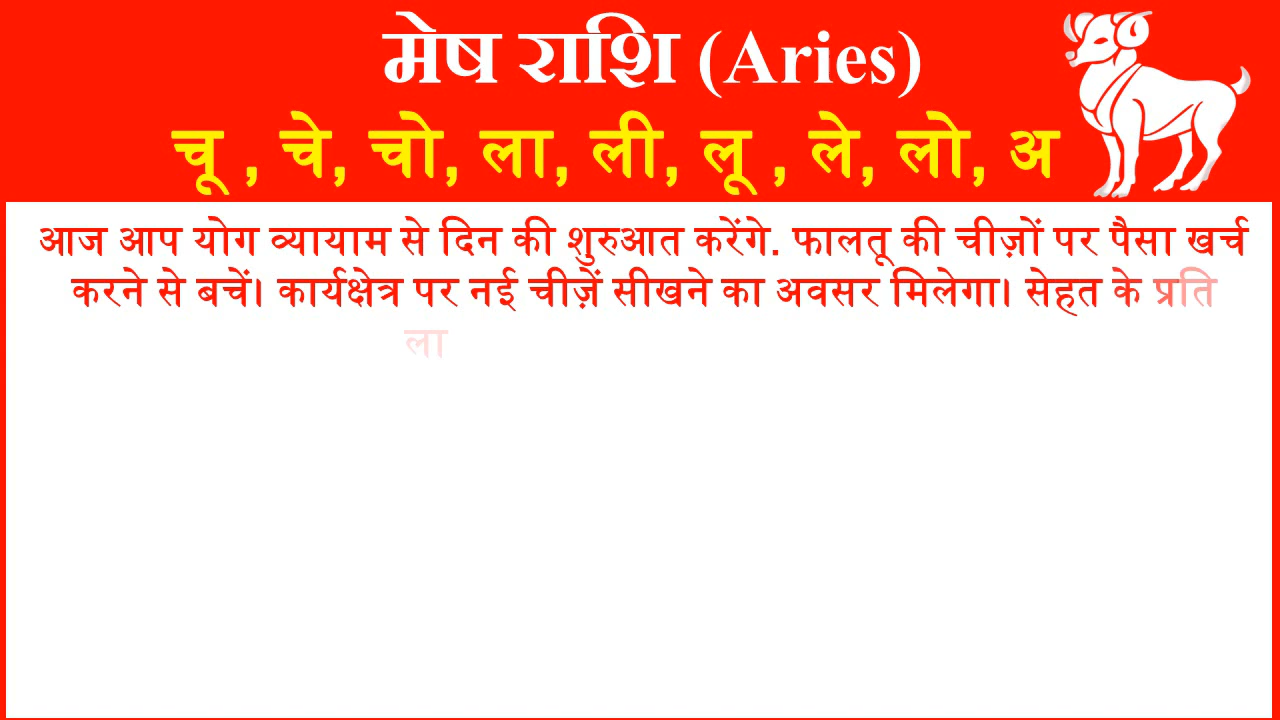 मेष राशि (Aries)
चू , चे, चो, ला, ली, लू , ले, लो, अ
आज आप योग व्यायाम से दिन की शुरुआत करेंगे. फालतू की चीज़ों पर पैसा खर्च
करने से बचें। कार्यक्षेत्र पर नई चीज़ें सीखने का अवसर मिलेगा। सेहत के प्रति
ला